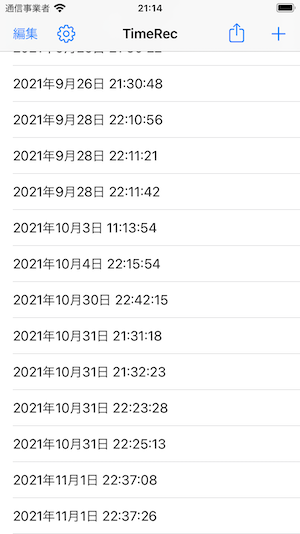 通信事業者 21:14
編集 TimeRec
2021年9月26日 21:30:48
2021年9月28日 22:10:56
2021年9月28日 22:11:21
2021年9月28日 22:11:42
2021年10月3日 11:13:54
2021年10月4日 22:15:54
2021年10月30日 22:42:15
2021年10月31日 21:31:18
2021年10月31日 21:32:23
2021年10月31日 22:23:28
2021年10月31日 22:25:13
2021年11月1日 22:37:08
2021年11月1日 22:37:26